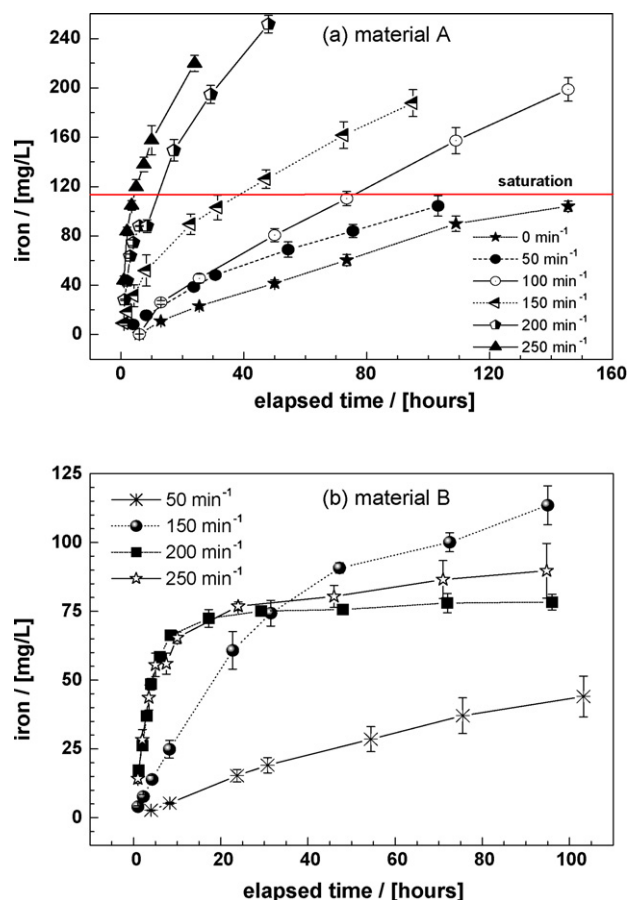 (a) material A
240
200
160
120
80
40
0
iron / [mg/L]
saturation
0 min⁻¹
50 min⁻¹
100 min⁻¹
150 min⁻¹
200 min⁻¹
250 min⁻¹
0 40 80 120 160
elapsed time / [hours]
(b) material B
125
100
75
50
25
0
iron / [mg/L]
50 min⁻¹
150 min⁻¹
200 min⁻¹
250 min⁻¹
0 20 40 60 80 100
elapsed time / [hours]